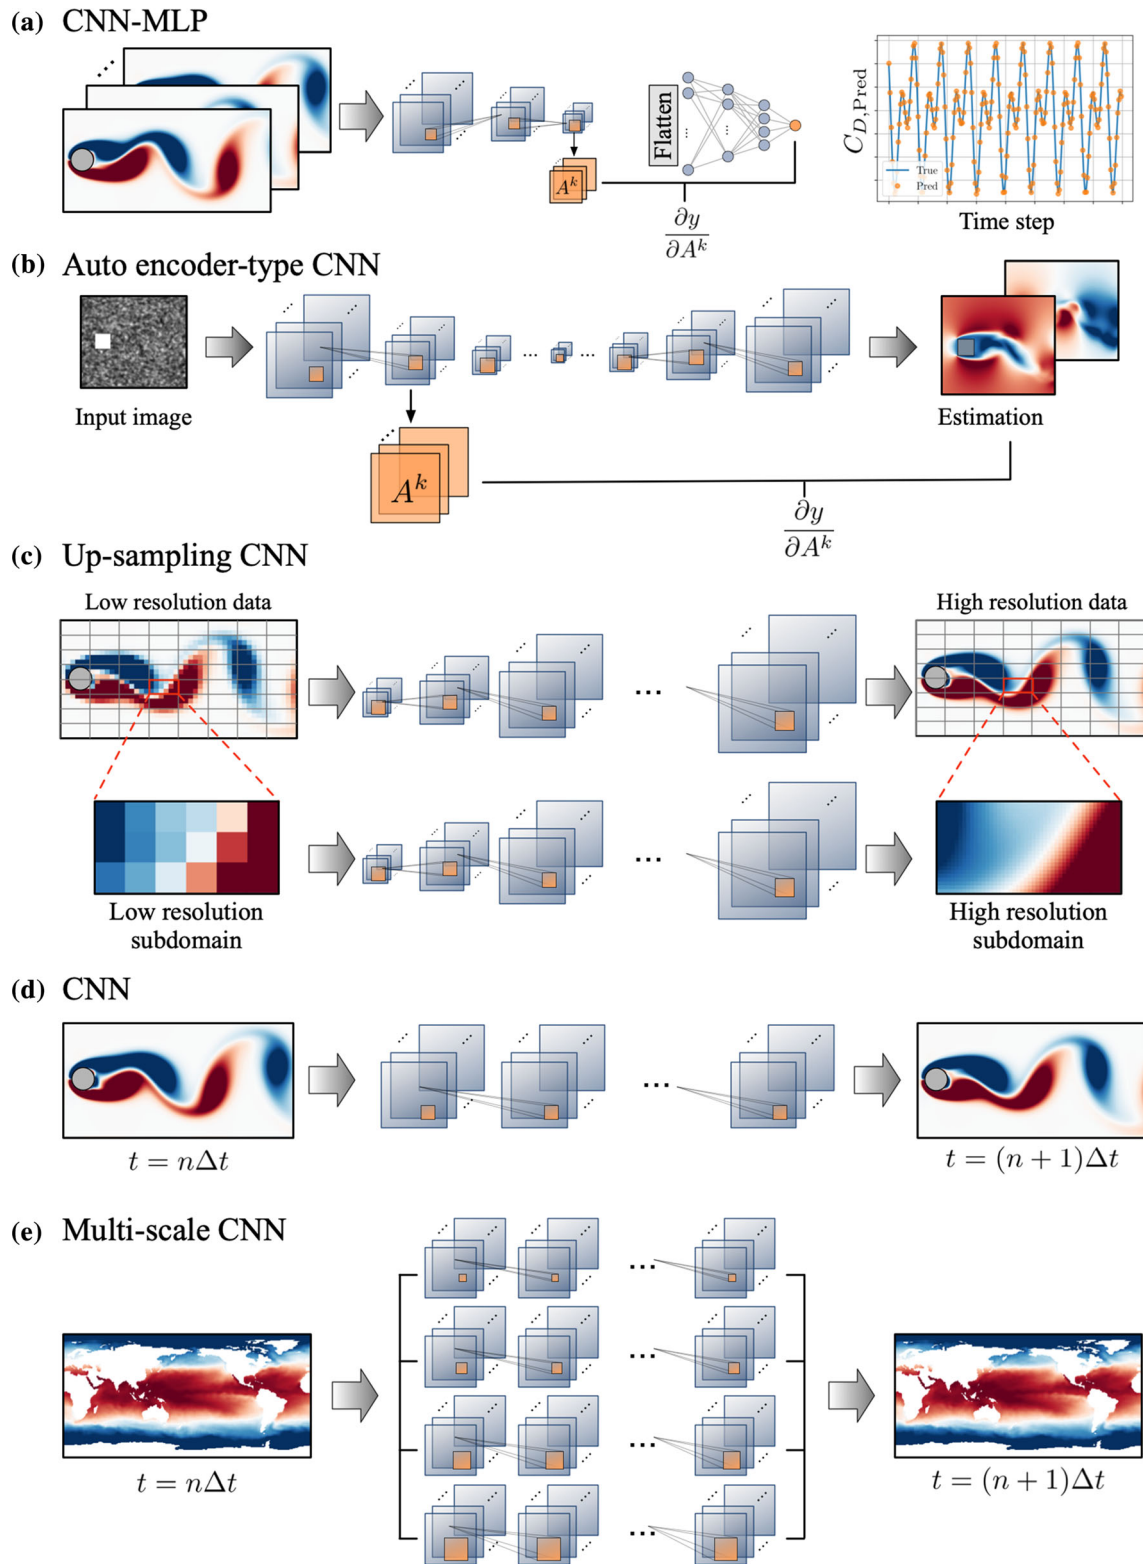 (a) CNN-MLP
A^k
∂y
∂A^k
Flatten
C_{D,Pred}
True
Pred
Time step
(b) Auto encoder-type CNN
Input image
Estimation
A^k
∂y
∂A^k
(c) Up-sampling CNN
Low resolution data
High resolution data
Low resolution
subdomain
High resolution
subdomain
(d) CNN
t = nΔt
t = (n + 1)Δt
(e) Multi-scale CNN
t = nΔt
t = (n + 1)Δt